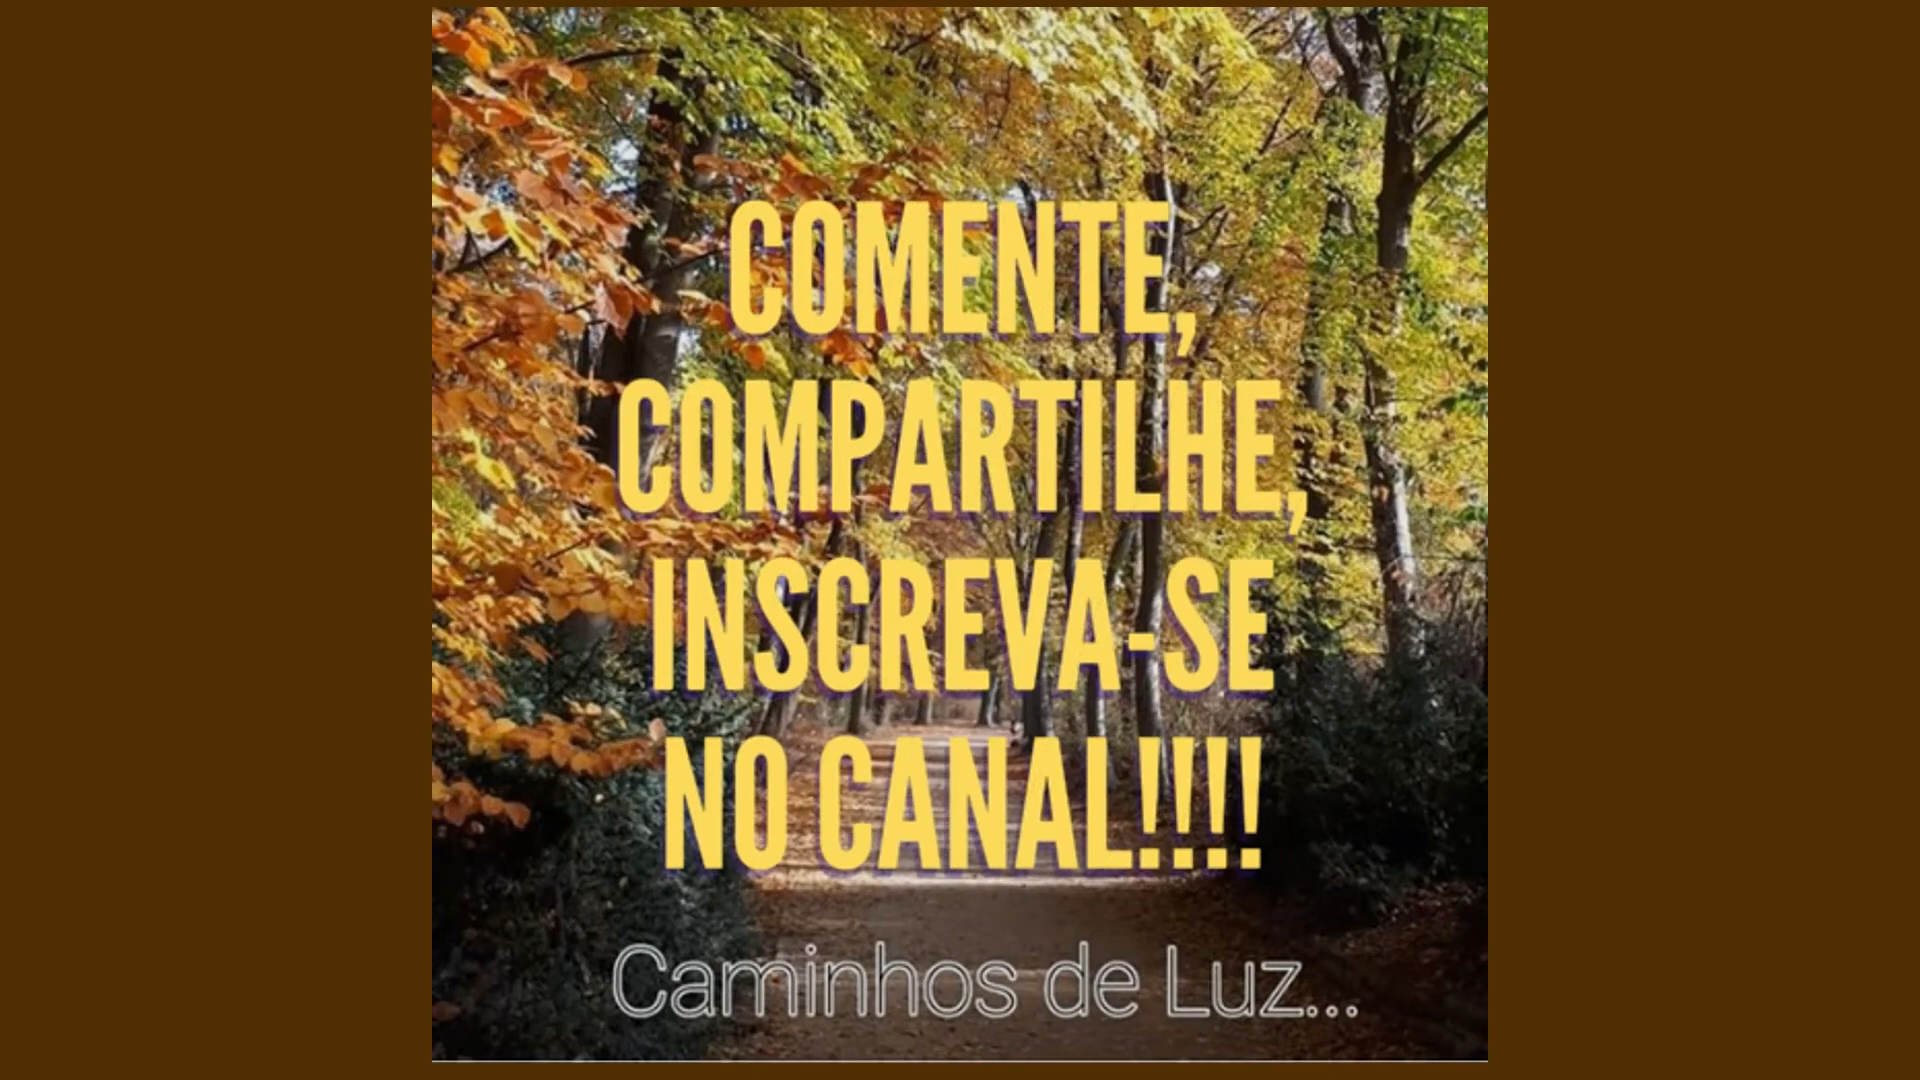 COMENTE,
COMPARTILHE,
INSCREVA-SE
NO CANAL!!!!
Caminhos de Luz...